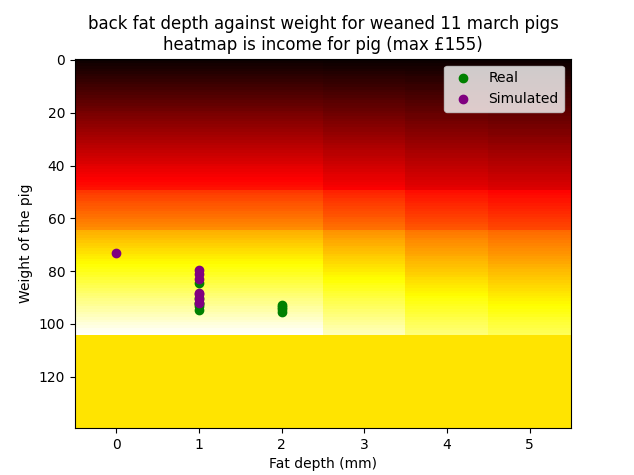 back fat depth against weight for weaned 11 march pigs
heatmap is income for pig (max £155)
Real
Simulated
0
20
40
60
80
100
120
Weight of the pig
0 1 2 3 4 5
Fat depth (mm)